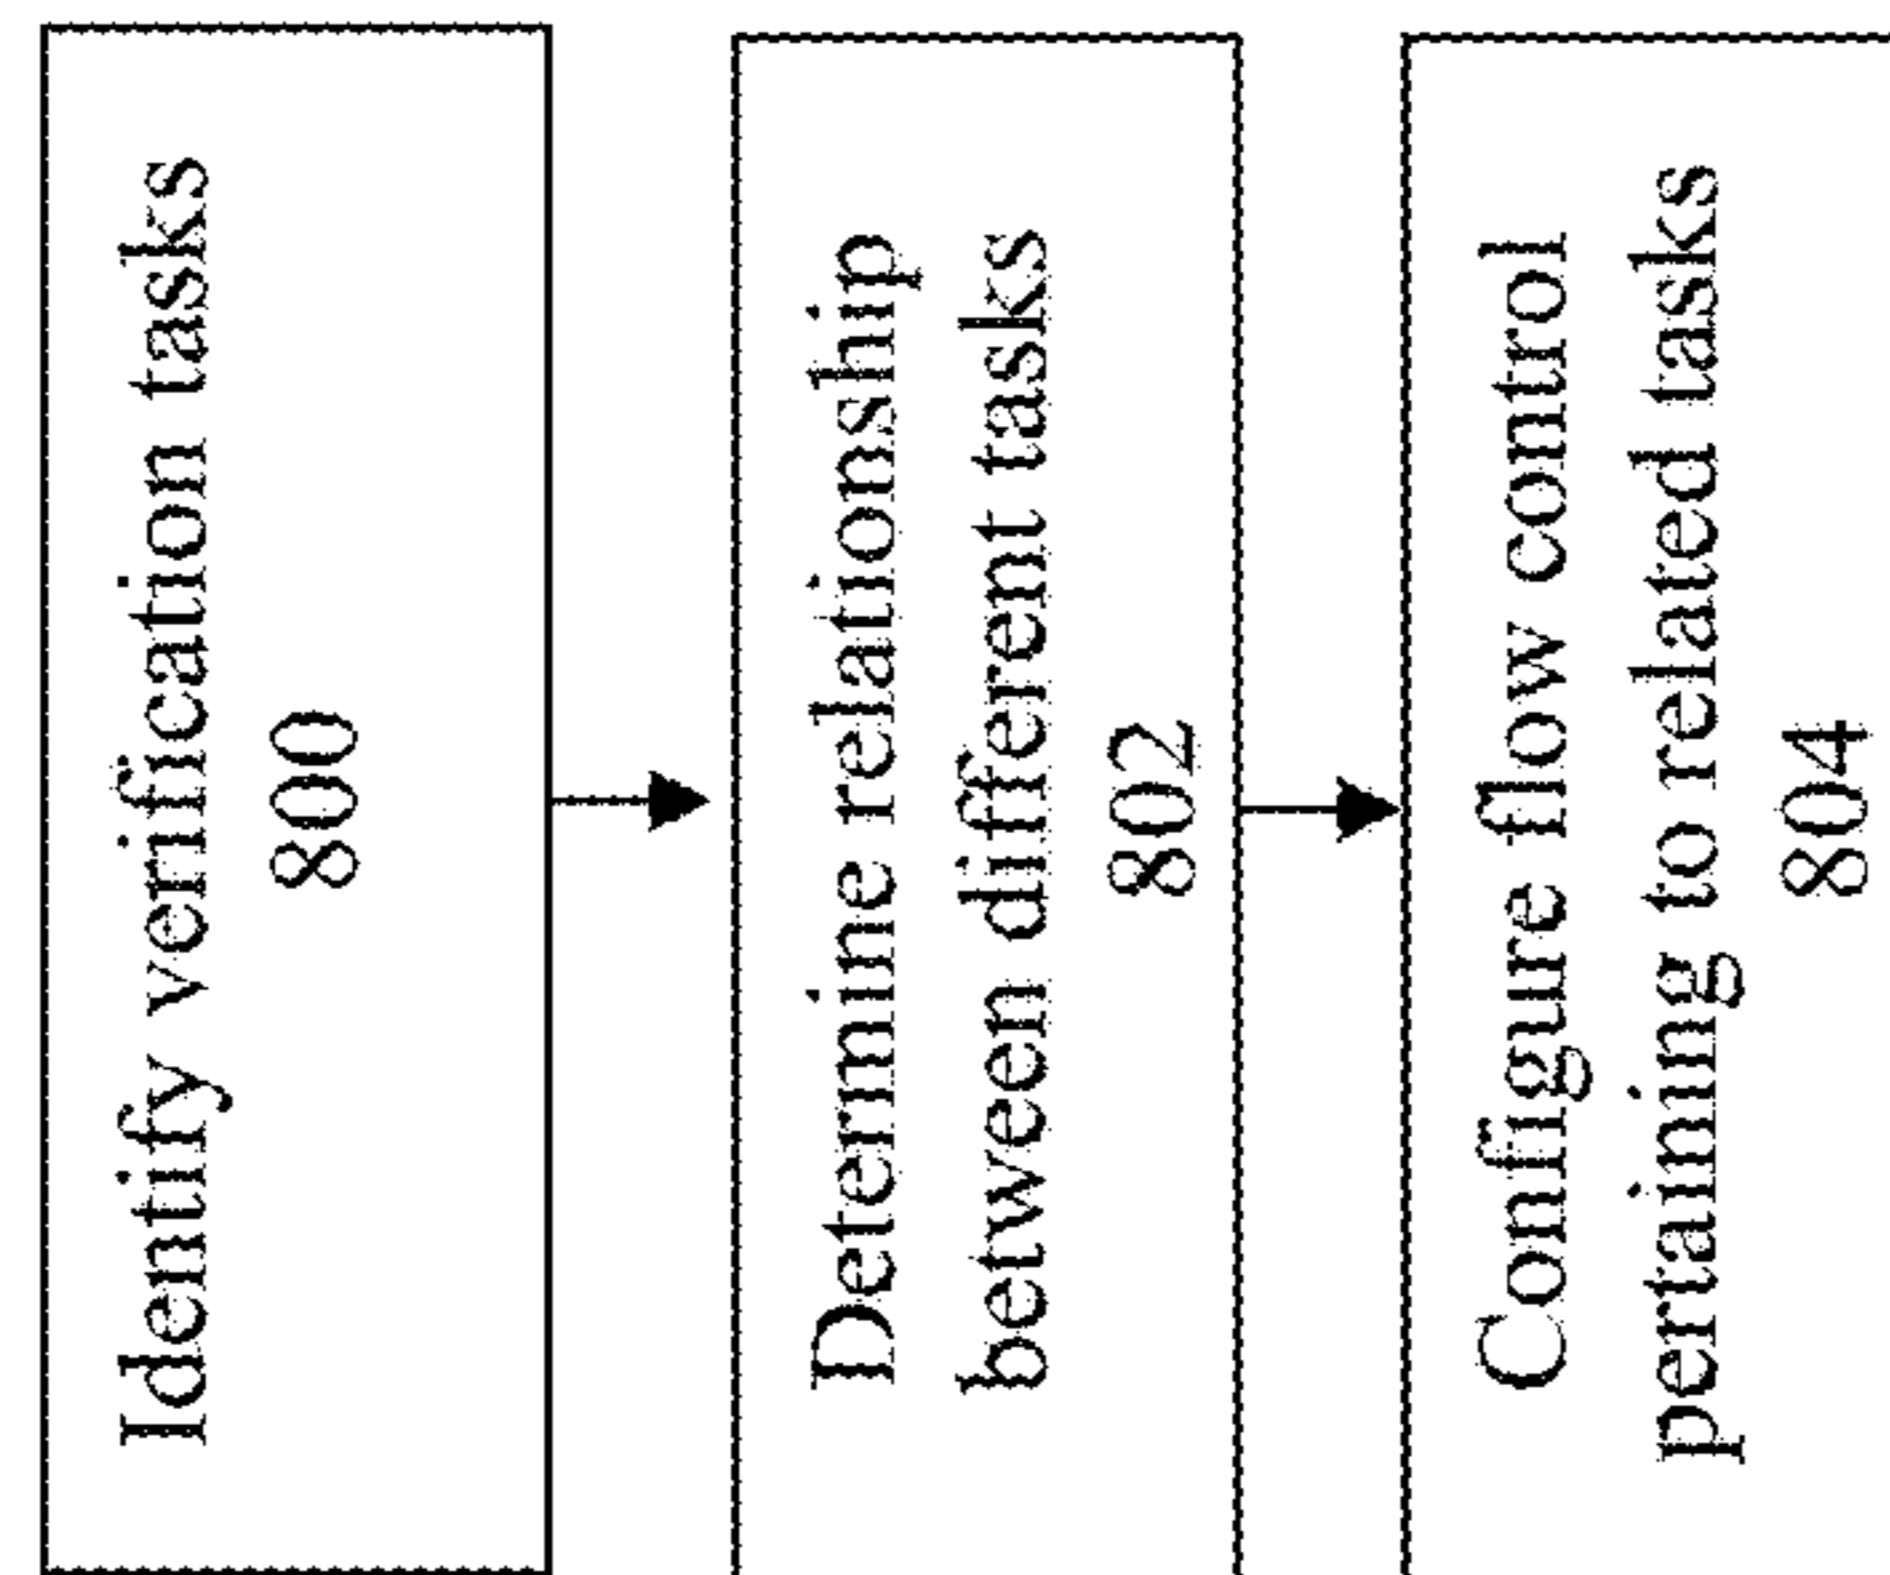 Identify verification tasks
800
Determine relationship
between different tasks
802
Configure flow control
pertaining to related tasks
804